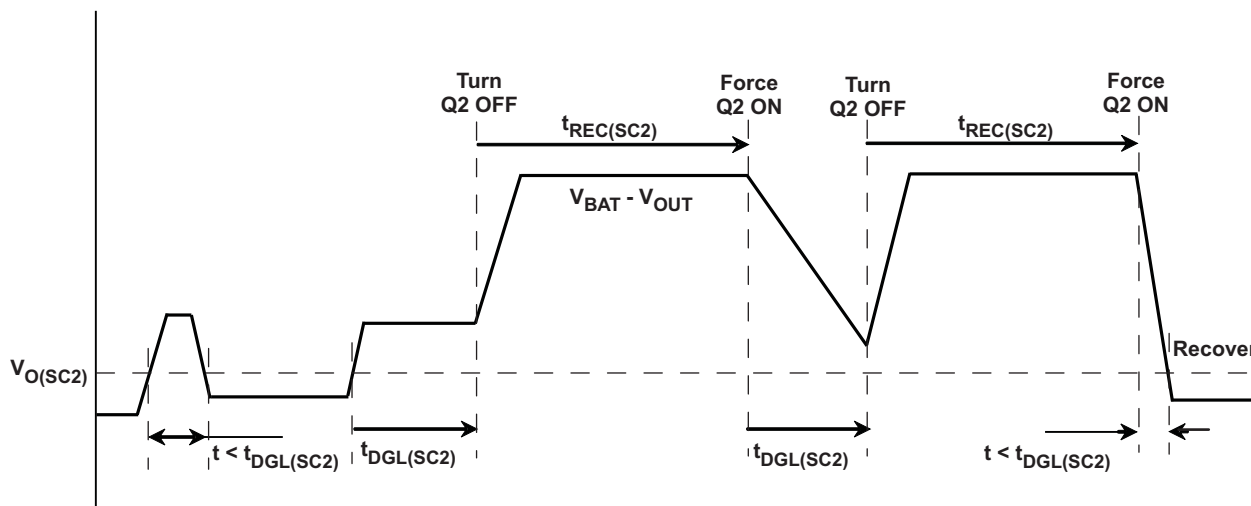 Turn
Q2 OFF
Force
Q2 ON
Turn
Q2 OFF
Force
Q2 ON
tREC(SC2)
tREC(SC2)
VBAT - VOUT
VO(SC2)
Recover
t < tDGL(SC2)
tDGL(SC2)
tDGL(SC2)
t < tDGL(SC2)